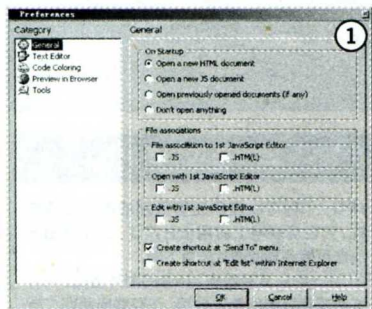 Preferences
Category
General
Text Editor
Code Coloring
Preview in Browser
Tools
General
1
On Startup
Open a new HTML document
Open a new JS document
Open previously opened documents (if any)
Don't open anything
File associations
File association to 1st JavaScript Editor
.JS .HTM(L)
Open with 1st JavaScript Editor
.JS .HTM(L)
Edit with 1st JavaScript Editor
.JS .HTM(L)
Create shortcut at "Send To" menu
Create shortcut at "Edit list" within Internet Explorer
OK Cancel Help